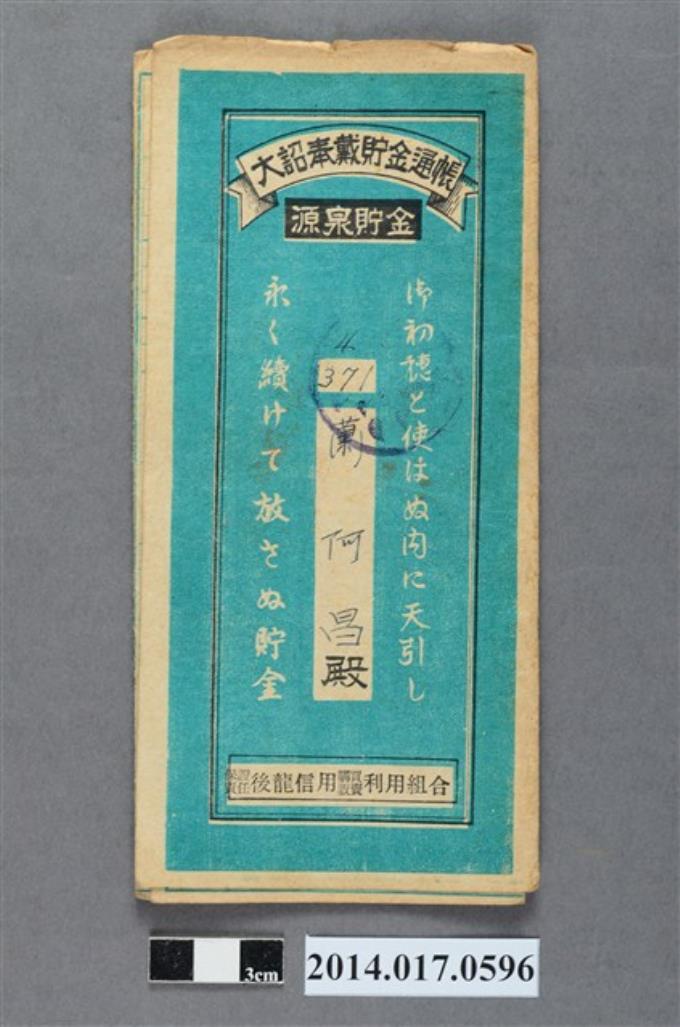 大詔奉戴貯金通帳
源泉貯金
御初穂と使はぬ内に天引し
4
371
(蘭)
何昌殿
永く續けて放さぬ貯金
保證責任後龍信用購買販賣利用組合
3cm
2014.017.0596